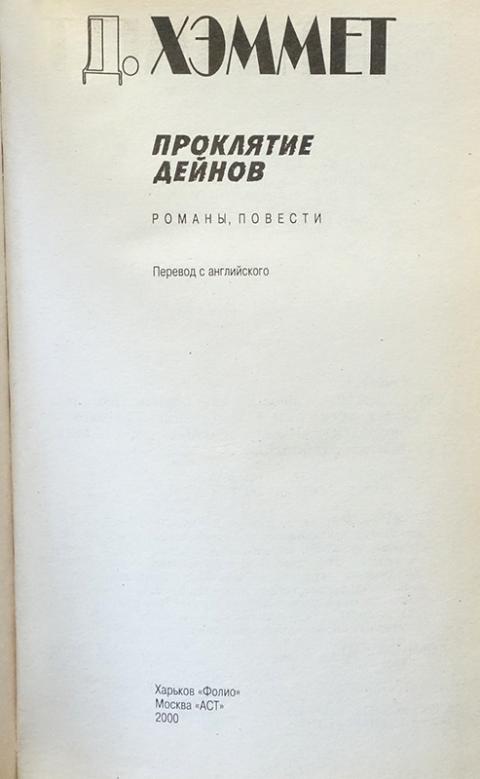 Д. ХЭММЕТ
ПРОКЛЯТИЕ
ДЕЙНОВ
РОМАНЫ, ПОВЕСТИ
Перевод с английского
Харьков «Фолио»
Москва «АСТ»
2000